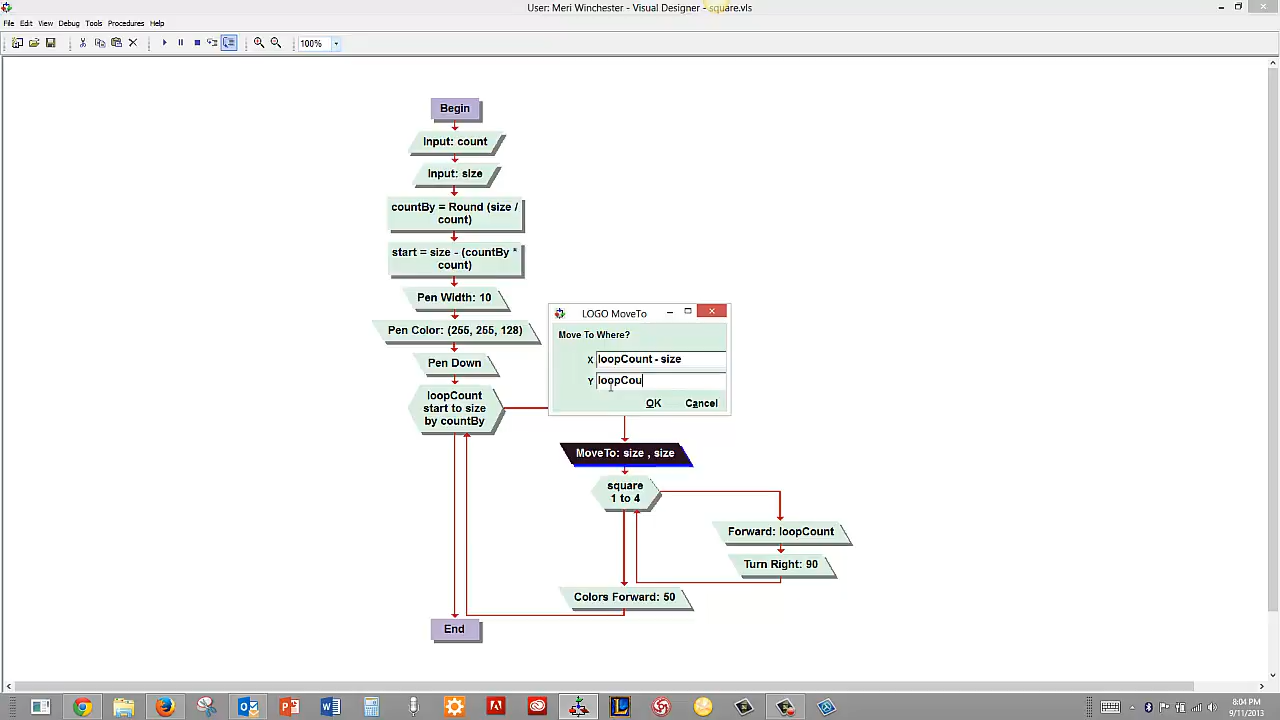 User: Meri Winchester - Visual Designer - square.vls
File Edit View Debug Tools Procedures Help
100%
Begin
Input: count
Input: size
countBy = Round (size /
count)
start = size - (countBy *
count)
Pen Width: 10
Pen Color: (255, 255, 128)
Pen Down
loopCount
start to size
by countBy
LOGO MoveTo
Move To Where?
X loopCount - size
Y loopCou
OK Cancel
MoveTo: size , size
square
1 to 4
Forward: loopCount
Turn Right: 90
Colors Forward: 50
End
8:04 PM
9/11/2013